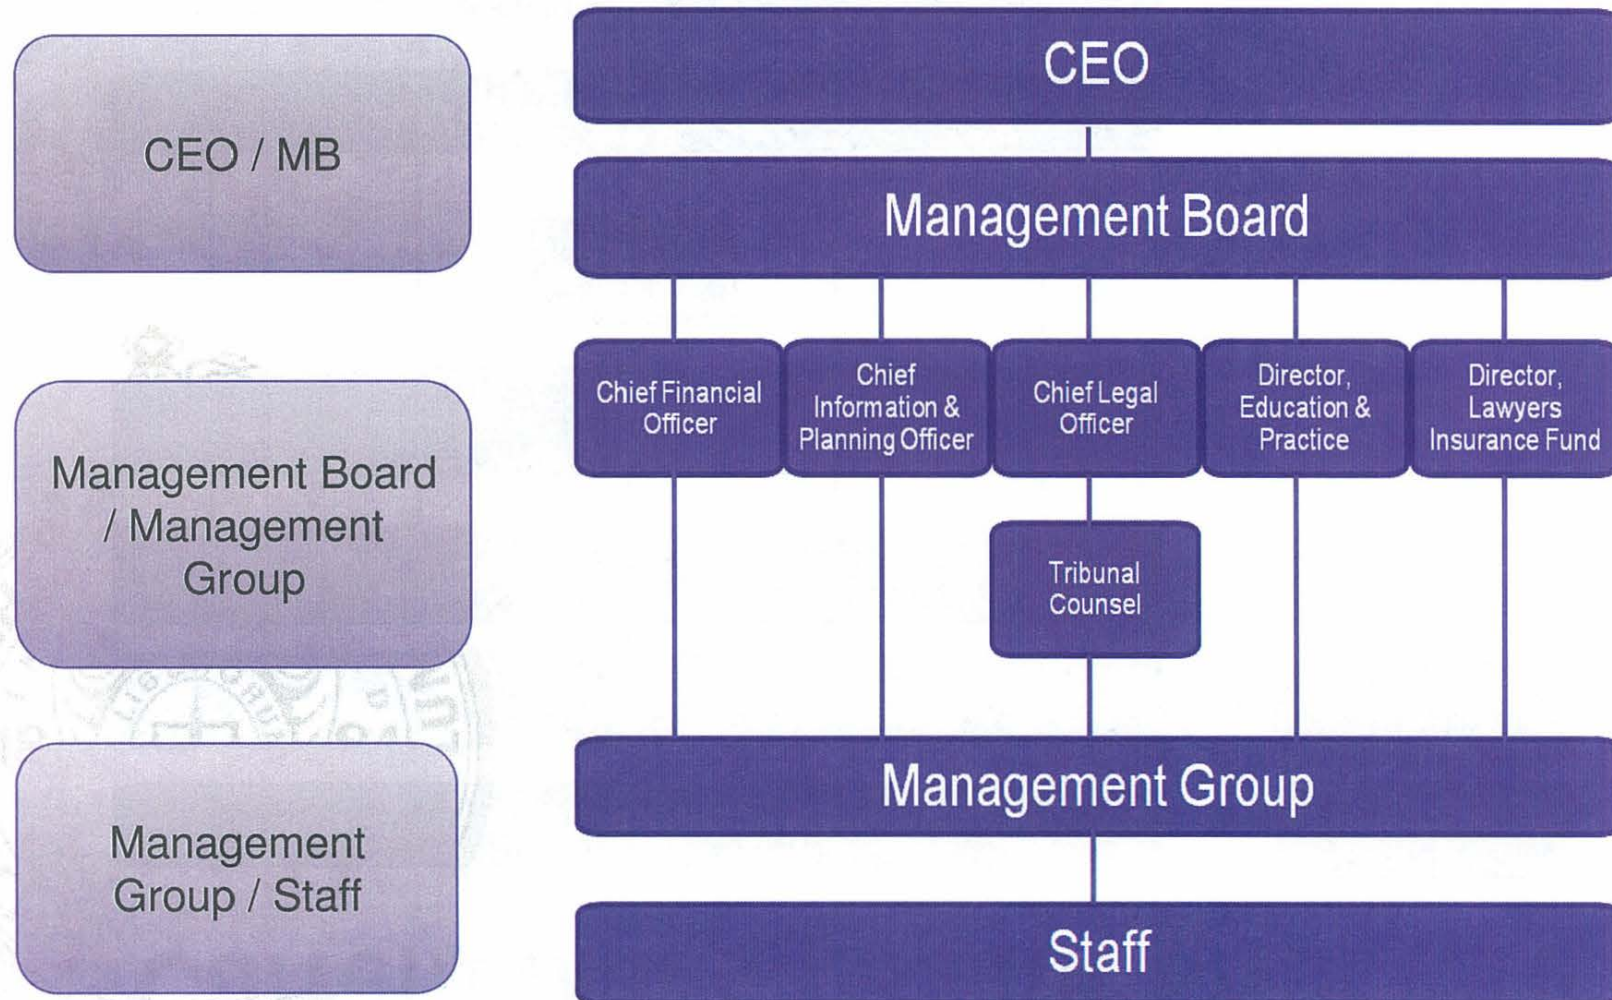 CEO / MB
Management Board
/ Management
Group
Management
Group / Staff
CEO
Management Board
Chief Financial
Officer
Chief
Information &
Planning Officer
Chief Legal
Officer
Director,
Education &
Practice
Director,
Lawyers
Insurance Fund
Tribunal
Counsel
Management Group
Staff